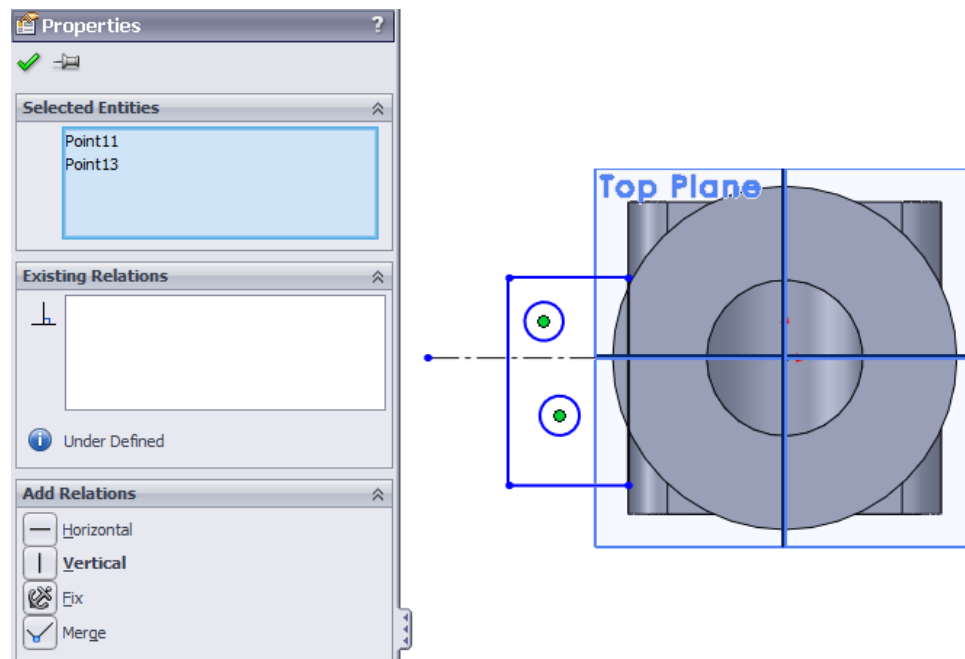 Properties ?
Selected Entities
Point11
Point13
Existing Relations
Under Defined
Add Relations
Horizontal
Vertical
Fix
Merge
Top Plane